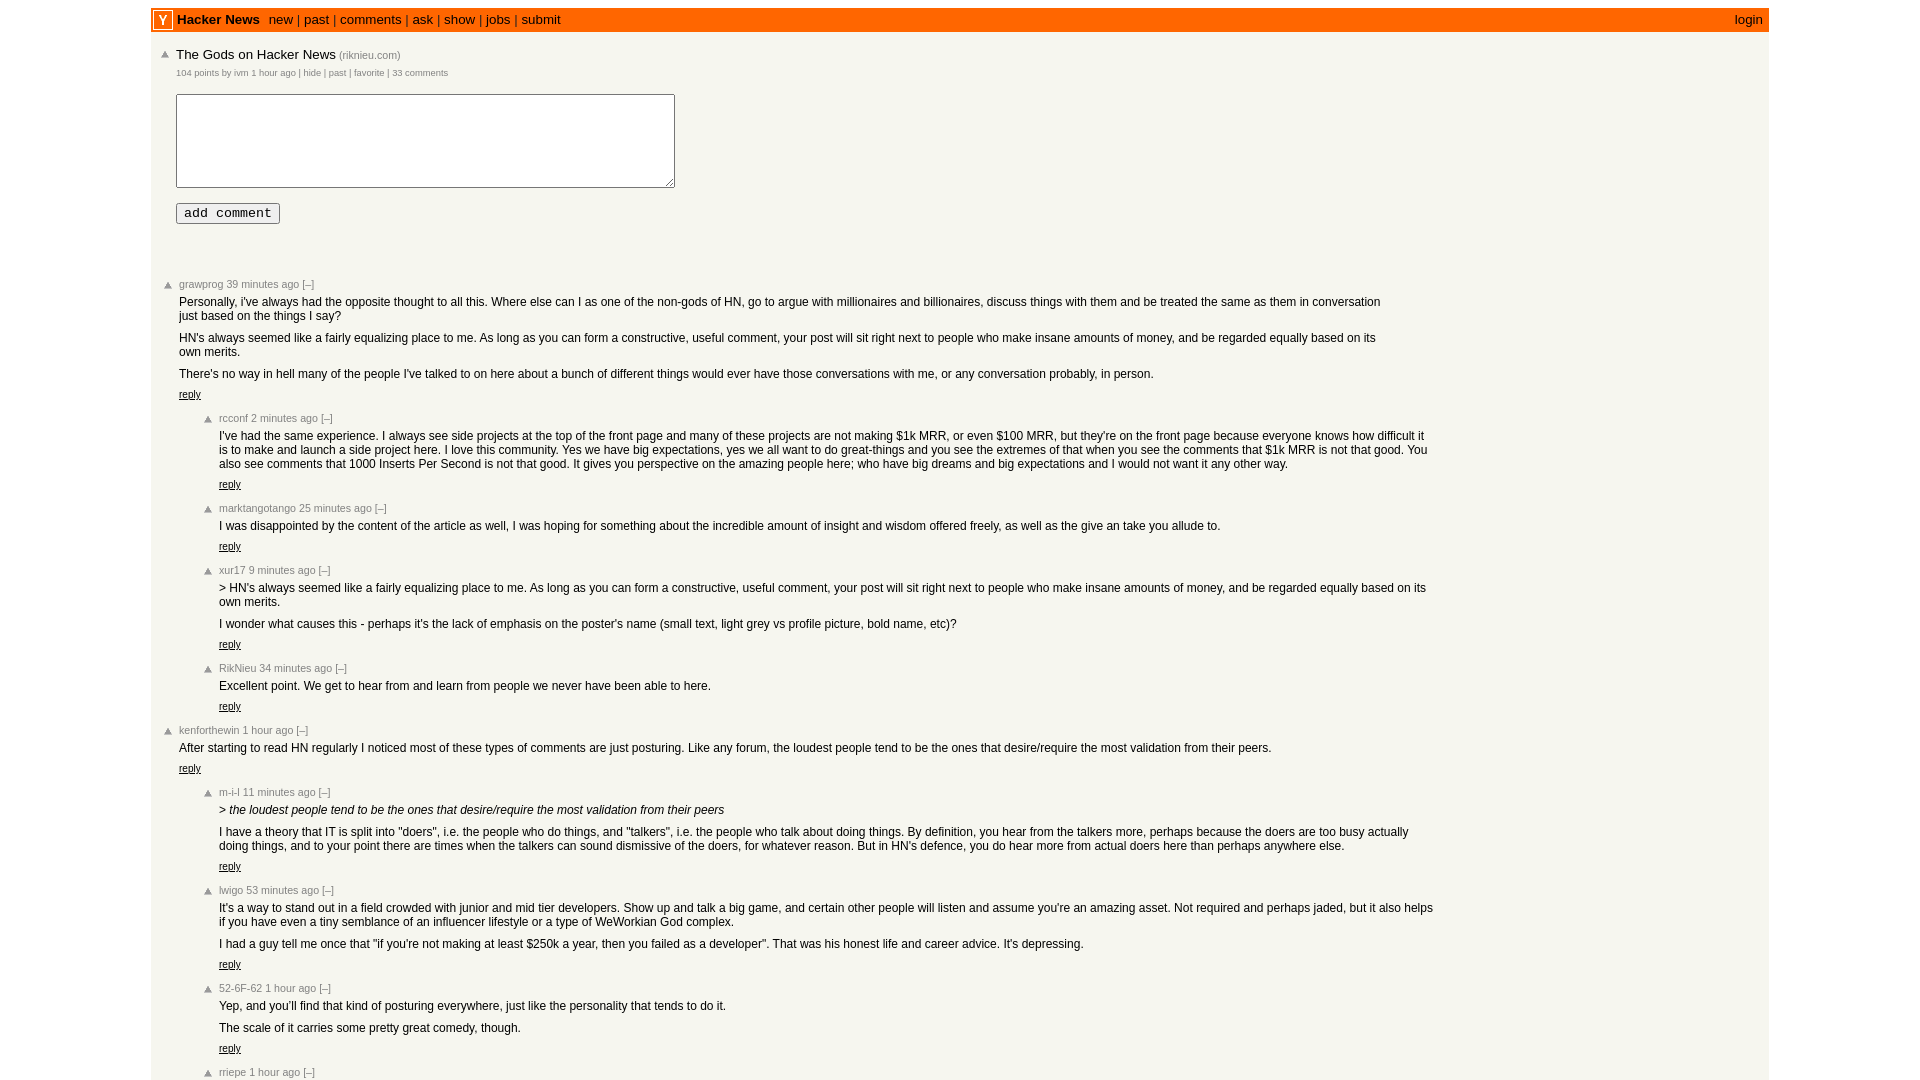 Y Hacker News new | past | comments | ask | show | jobs | submit login
The Gods on Hacker News (riknieu.com)
104 points by ivm 1 hour ago | hide | past | favorite | 33 comments
add comment
grawprog 39 minutes ago [–]
Personally, i've always had the opposite thought to all this. Where else can I as one of the non-gods of HN, go to argue with millionaires and billionaires, discuss things with them and be treated the same as them in conversation
just based on the things I say?
HN's always seemed like a fairly equalizing place to me. As long as you can form a constructive, useful comment, your post will sit right next to people who make insane amounts of money, and be regarded equally based on its
own merits.
There's no way in hell many of the people I've talked to on here about a bunch of different things would ever have those conversations with me, or any conversation probably, in person.
reply
rcconf 2 minutes ago [–]
I've had the same experience. I always see side projects at the top of the front page and many of these projects are not making $1k MRR, or even $100 MRR, but they're on the front page because everyone knows how difficult it
is to make and launch a side project here. I love this community. Yes we have big expectations, yes we all want to do great-things and you see the extremes of that when you see the comments that $1k MRR is not that good. You
also see comments that 1000 Inserts Per Second is not that good. It gives you perspective on the amazing people here; who have big dreams and big expectations and I would not want it any other way.
reply
marktangotango 25 minutes ago [–]
I was disappointed by the content of the article as well, I was hoping for something about the incredible amount of insight and wisdom offered freely, as well as the give an take you allude to.
reply
xur17 9 minutes ago [–]
> HN's always seemed like a fairly equalizing place to me. As long as you can form a constructive, useful comment, your post will sit right next to people who make insane amounts of money, and be regarded equally based on its
own merits.
I wonder what causes this - perhaps it's the lack of emphasis on the poster's name (small text, light grey vs profile picture, bold name, etc)?
reply
RikNieu 34 minutes ago [–]
Excellent point. We get to hear from and learn from people we never have been able to here.
reply
kenforthewin 1 hour ago [–]
After starting to read HN regularly I noticed most of these types of comments are just posturing. Like any forum, the loudest people tend to be the ones that desire/require the most validation from their peers.
reply
m-i-l 11 minutes ago [–]
> the loudest people tend to be the ones that desire/require the most validation from their peers
I have a theory that IT is split into "doers", i.e. the people who do things, and "talkers", i.e. the people who talk about doing things. By definition, you hear from the talkers more, perhaps because the doers are too busy actually
doing things, and to your point there are times when the talkers can sound dismissive of the doers, for whatever reason. But in HN's defence, you do hear more from actual doers here than perhaps anywhere else.
reply
lwigo 53 minutes ago [–]
It's a way to stand out in a field crowded with junior and mid tier developers. Show up and talk a big game, and certain other people will listen and assume you're an amazing asset. Not required and perhaps jaded, but it also helps
if you have even a tiny semblance of an influencer lifestyle or a type of WeWorkian God complex.
I had a guy tell me once that "if you're not making at least $250k a year, then you failed as a developer". That was his honest life and career advice. It's depressing.
reply
52-6F-62 1 hour ago [–]
Yep, and you'll find that kind of posturing everywhere, just like the personality that tends to do it.
The scale of it carries some pretty great comedy, though.
reply
rriepe 1 hour ago [–]